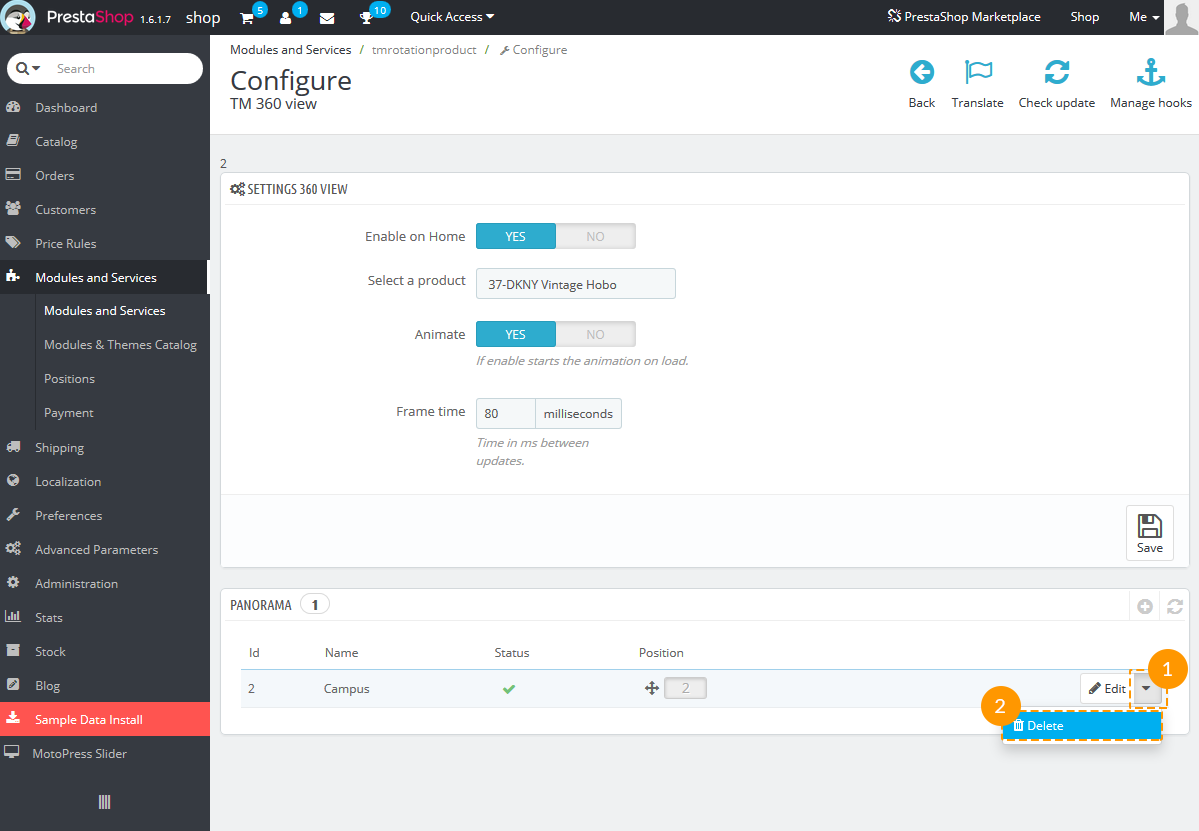 PrestaShop 1.6.1.7 shop 5 1 10 Quick Access PrestaShop Marketplace Shop Me
Search
Dashboard
Catalog
Orders
Customers
Price Rules
Modules and Services
Modules and Services
Modules & Themes Catalog
Positions
Payment
Shipping
Localization
Preferences
Advanced Parameters
Administration
Stats
Stock
Blog
Sample Data Install
MotoPress Slider
Modules and Services / tmrotationproduct / Configure
Configure
TM 360 view
Back Translate Check update Manage hooks
2
SETTINGS 360 VIEW
Enable on Home YES NO
Select a product 37-DKNY Vintage Hobo
Animate YES NO
If enable starts the animation on load.
Frame time 80 milliseconds
Time in ms between
updates.
Save
PANORAMA 1
Id Name Status Position
2 Campus 2 Edit 1
2 Delete